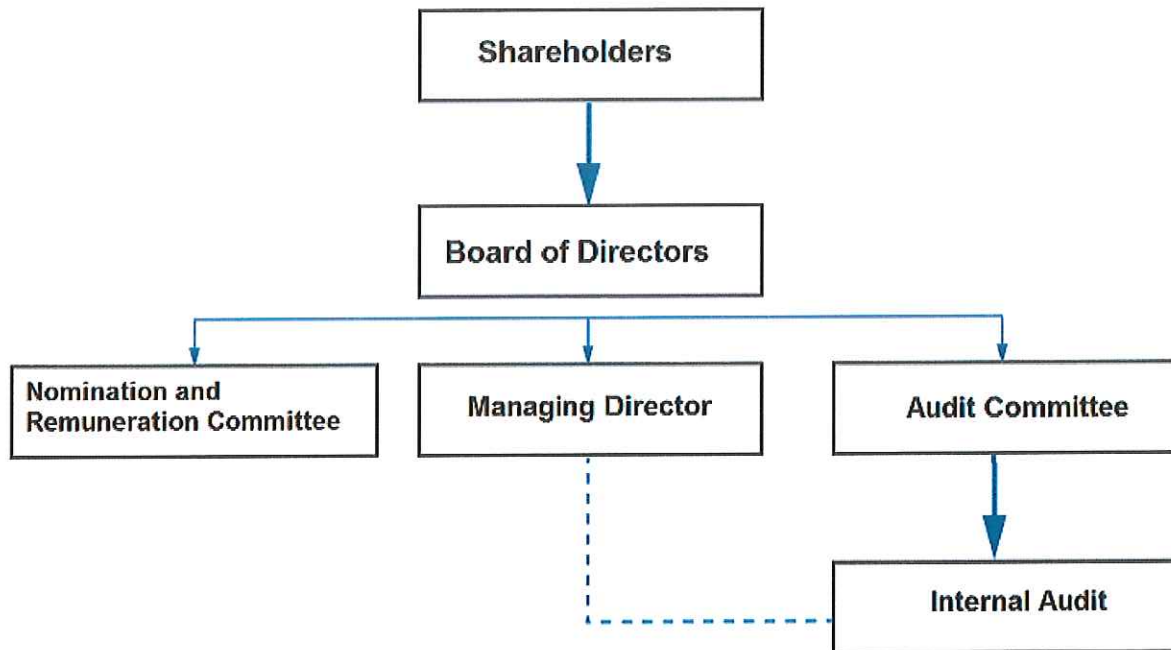 Shareholders
Board of Directors
Nomination and
Remuneration Committee
Managing Director
Audit Committee
Internal Audit